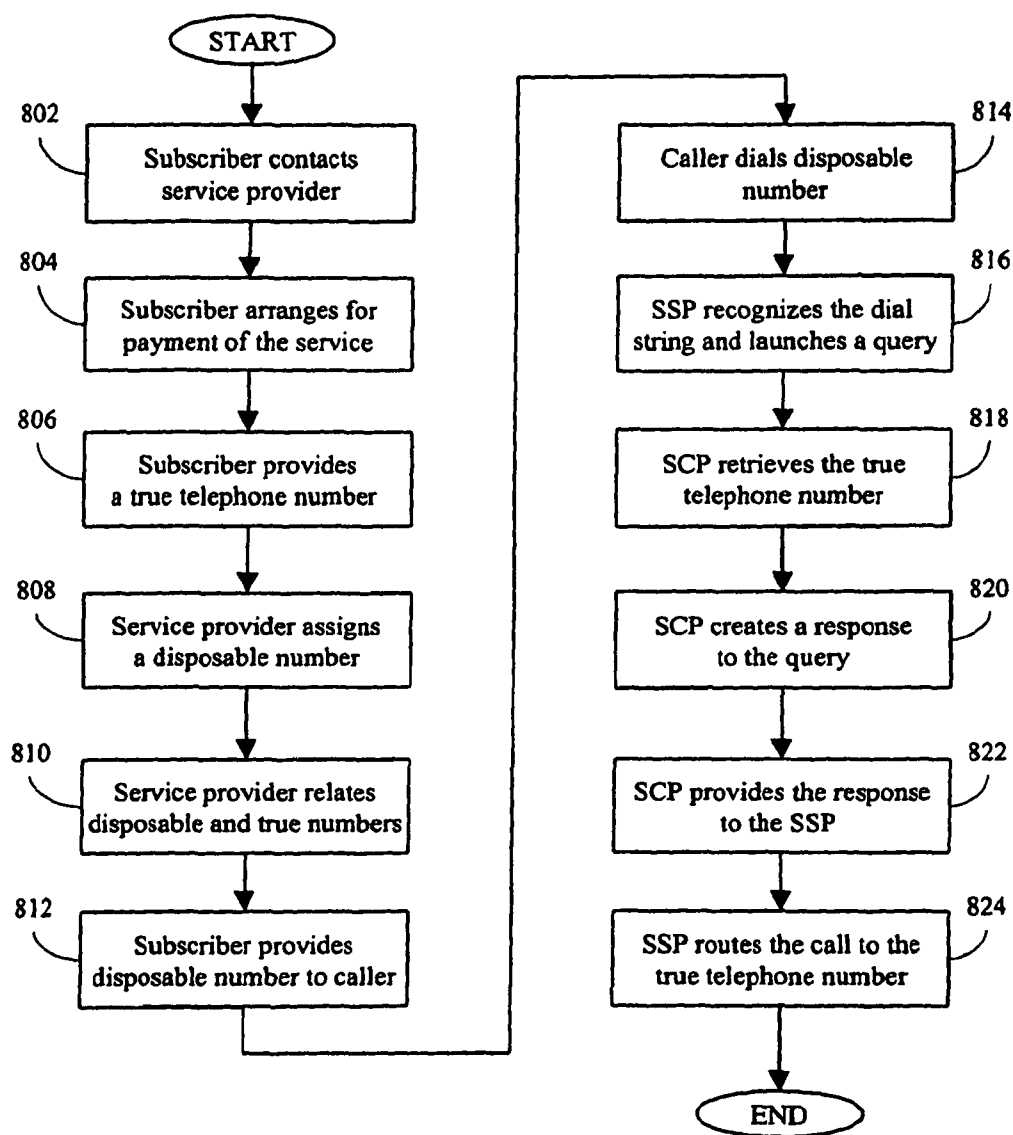 START
802
Subscriber contacts
service provider
804
Subscriber arranges for
payment of the service
806
Subscriber provides
a true telephone number
808
Service provider assigns
a disposable number
810
Service provider relates
disposable and true numbers
812
Subscriber provides
disposable number to caller
814
Caller dials disposable
number
816
SSP recognizes the dial
string and launches a query
818
SCP retrieves the true
telephone number
820
SCP creates a response
to the query
822
SCP provides the response
to the SSP
824
SSP routes the call to the
true telephone number
END